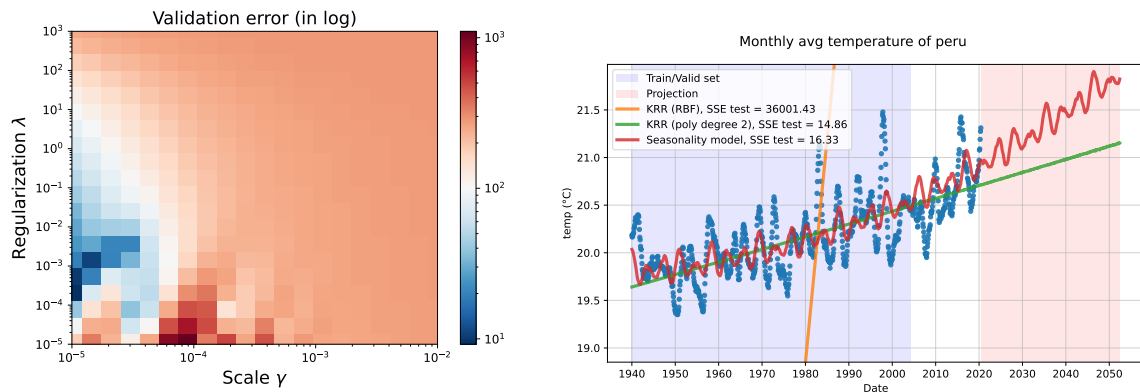 Validation error (in log)
10³
10²
10¹
10⁰
10⁻¹
10⁻²
10⁻³
10⁻⁴
10⁻⁵
Regularization λ
10⁻⁵
10⁻⁴
10⁻³
10⁻²
Scale γ
10³
10²
10¹
Monthly avg temperature of peru
Train/Valid set
Projection
KRR (RBF), SSE test = 36001.43
KRR (poly degree 2), SSE test = 14.86
Seasonality model, SSE test = 16.33
21.5
21.0
20.5
20.0
19.5
19.0
temp (°C)
1940 1950 1960 1970 1980 1990 2000 2010 2020 2030 2040 2050
Date